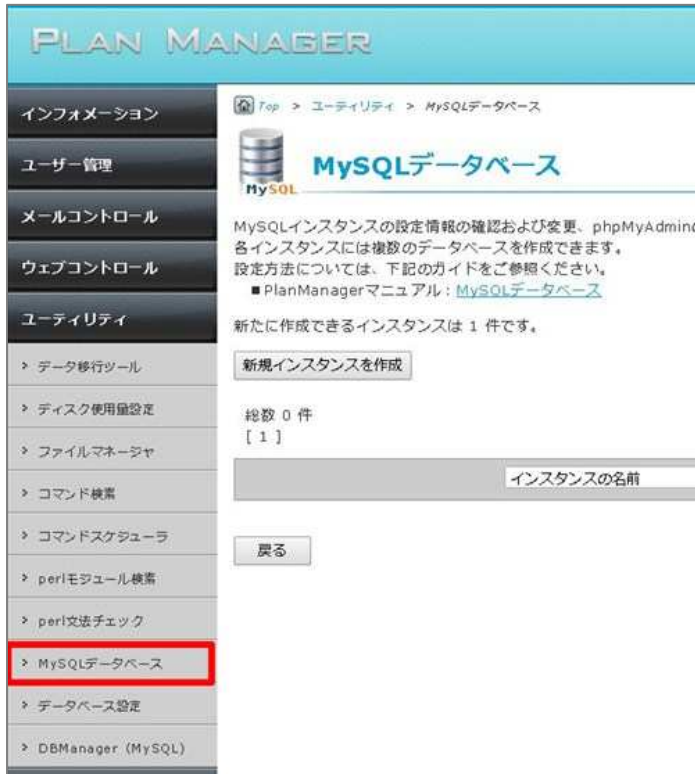 PLAN MANAGER
インフォメーション
ユーザー管理
メールコントロール
ウェブコントロール
ユーティリティ
> データ移行ツール
> ディスク使用量設定
> ファイルマネージャ
> コマンド検索
> コマンドスケジューラ
> perlモジュール検索
> perl文法チェック
> MySQLデータベース
> データベース設定
> DBManager (MySQL)
Top > ユーティリティ > MySQLデータベース
MySQL
MySQLデータベース
MySQLインスタンスの設定情報の確認および変更、phpMyAdmin
各インスタンスには複数のデータベースを作成できます。
設定方法については、下記のガイドをご参照ください。
■PlanManagerマニュアル：MySQLデータベース
新たに作成できるインスタンスは 1 件です。
新規インスタンスを作成
総数 0 件
[ 1 ]
インスタンスの名前
戻る